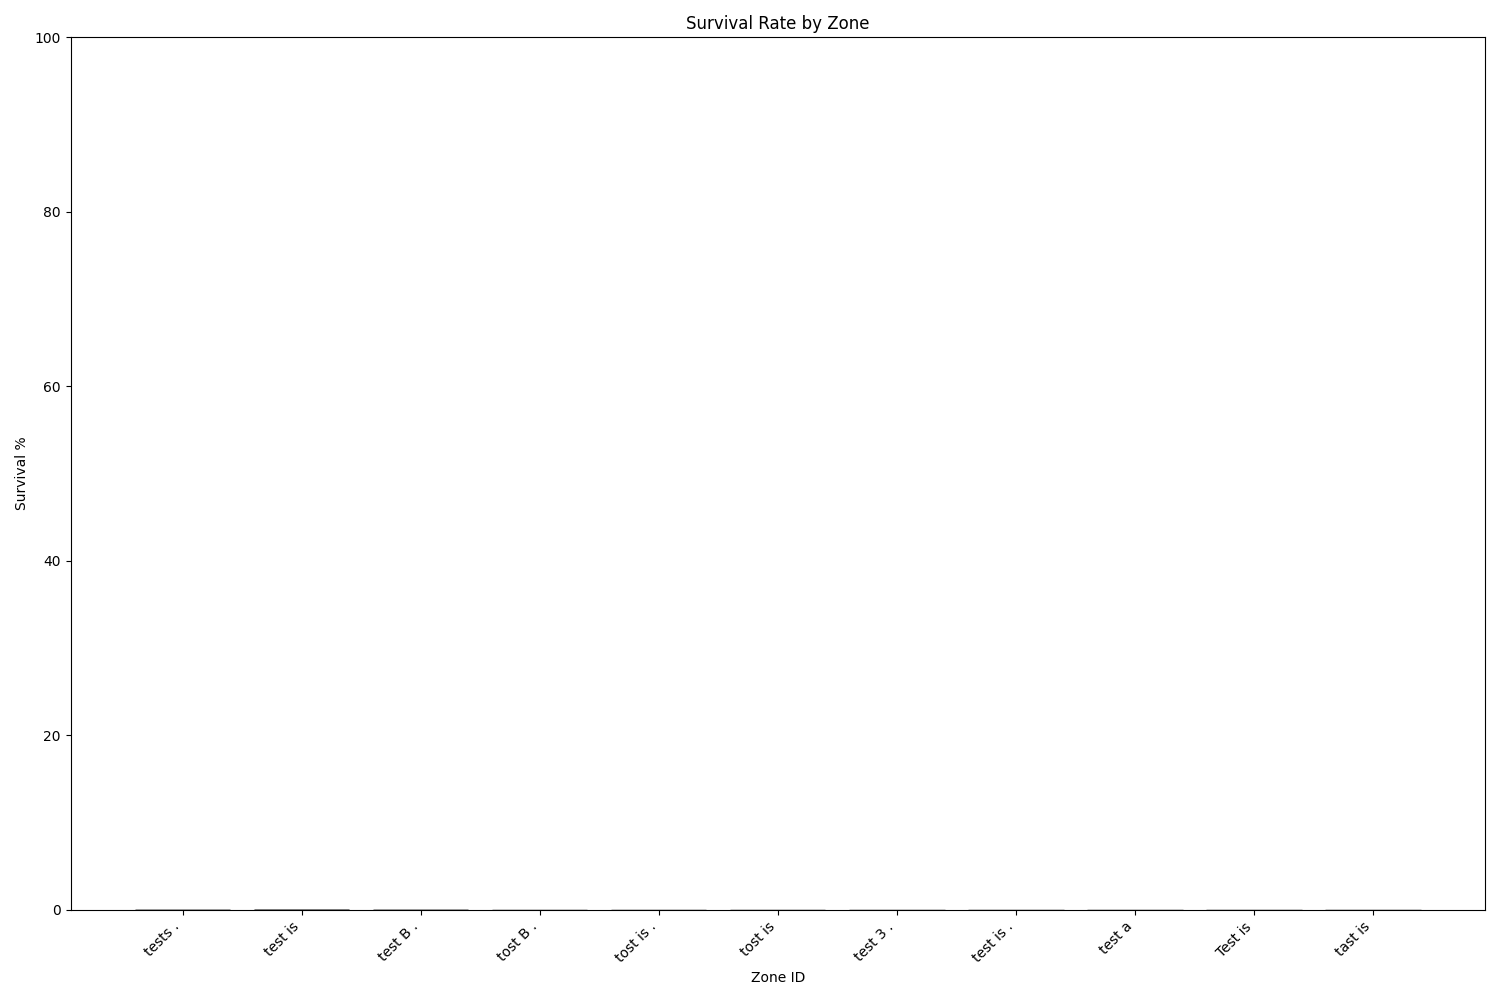 Survival Rate by Zone
100
80
60
40
20
0
Survival %
tests .
test is
test B .
tost B .
tost is .
tost is
test 3 .
test is .
test a
Test is
tast is
Zone ID